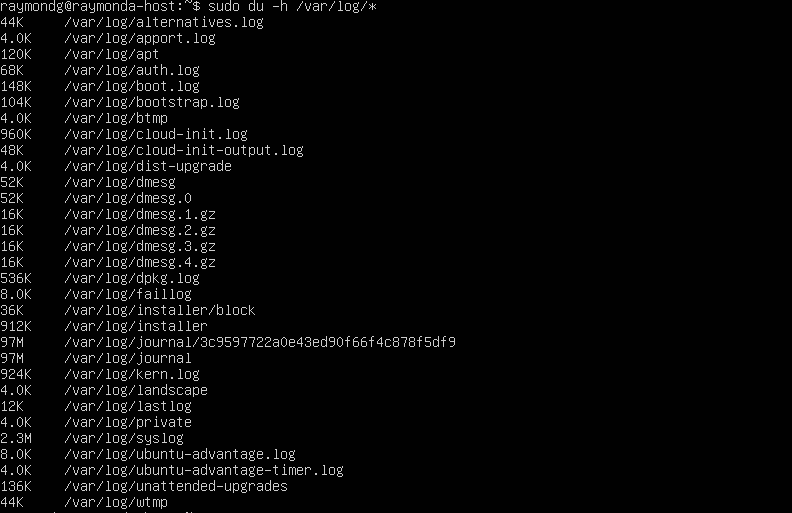 raymondg@raymonda-host:~$ sudo du -h /var/log/*
44K /var/log/alternatives.log
4.0K /var/log/apport.log
120K /var/log/apt
68K /var/log/auth.log
148K /var/log/boot.log
104K /var/log/bootstrap.log
4.0K /var/log/btmp
960K /var/log/cloud-init.log
48K /var/log/cloud-init-output.log
4.0K /var/log/dist-upgrade
52K /var/log/dmesg
52K /var/log/dmesg.0
16K /var/log/dmesg.1.gz
16K /var/log/dmesg.2.gz
16K /var/log/dmesg.3.gz
16K /var/log/dmesg.4.gz
536K /var/log/dpkg.log
8.0K /var/log/faillog
36K /var/log/installer/block
912K /var/log/installer
97M /var/log/journal/3c9597722a0e43ed90f66f4c878f5df9
97M /var/log/journal
924K /var/log/kern.log
4.0K /var/log/landscape
12K /var/log/lastlog
4.0K /var/log/private
2.3M /var/log/syslog
8.0K /var/log/ubuntu-advantage.log
4.0K /var/log/ubuntu-advantage-timer.log
136K /var/log/unattended-upgrades
44K /var/log/wtmp